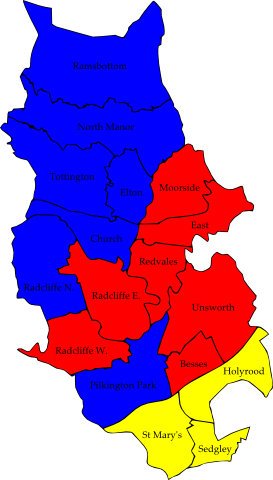 Ramsbottom
North Manor
Tottington
Elton
Moorside
East
Church
Redvales
Radcliffe N.
Radcliffe E.
Unsworth
Radcliffe W.
Besses
Holyrood
Pilkington Park
St Mary's
Sedgley